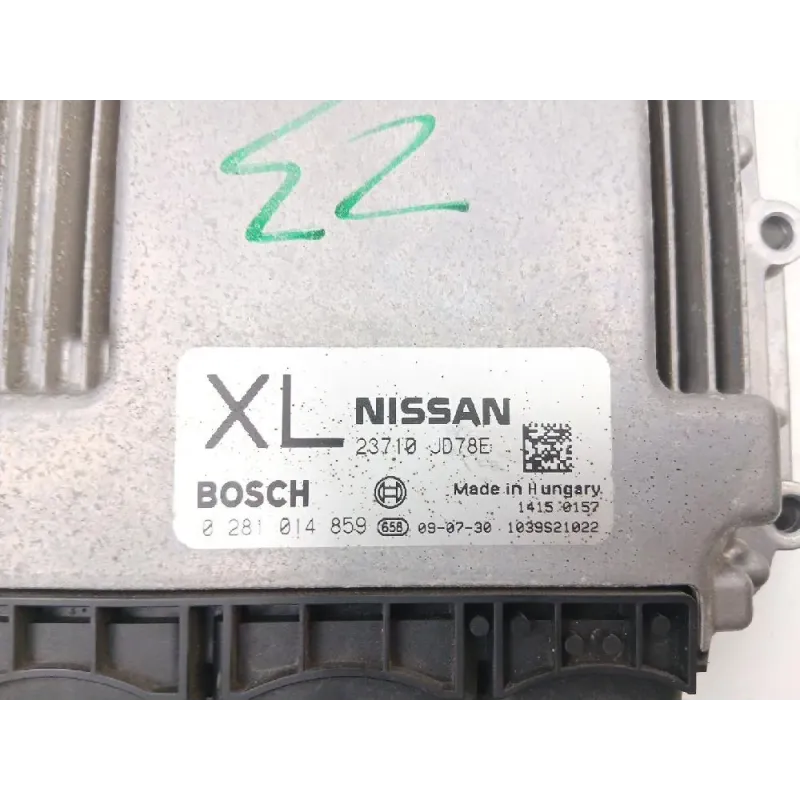 XL NISSAN
23710 JD78E
BOSCH Made in Hungary
1415 0157
0 281 014 859 658 09-07-30 1039S21022